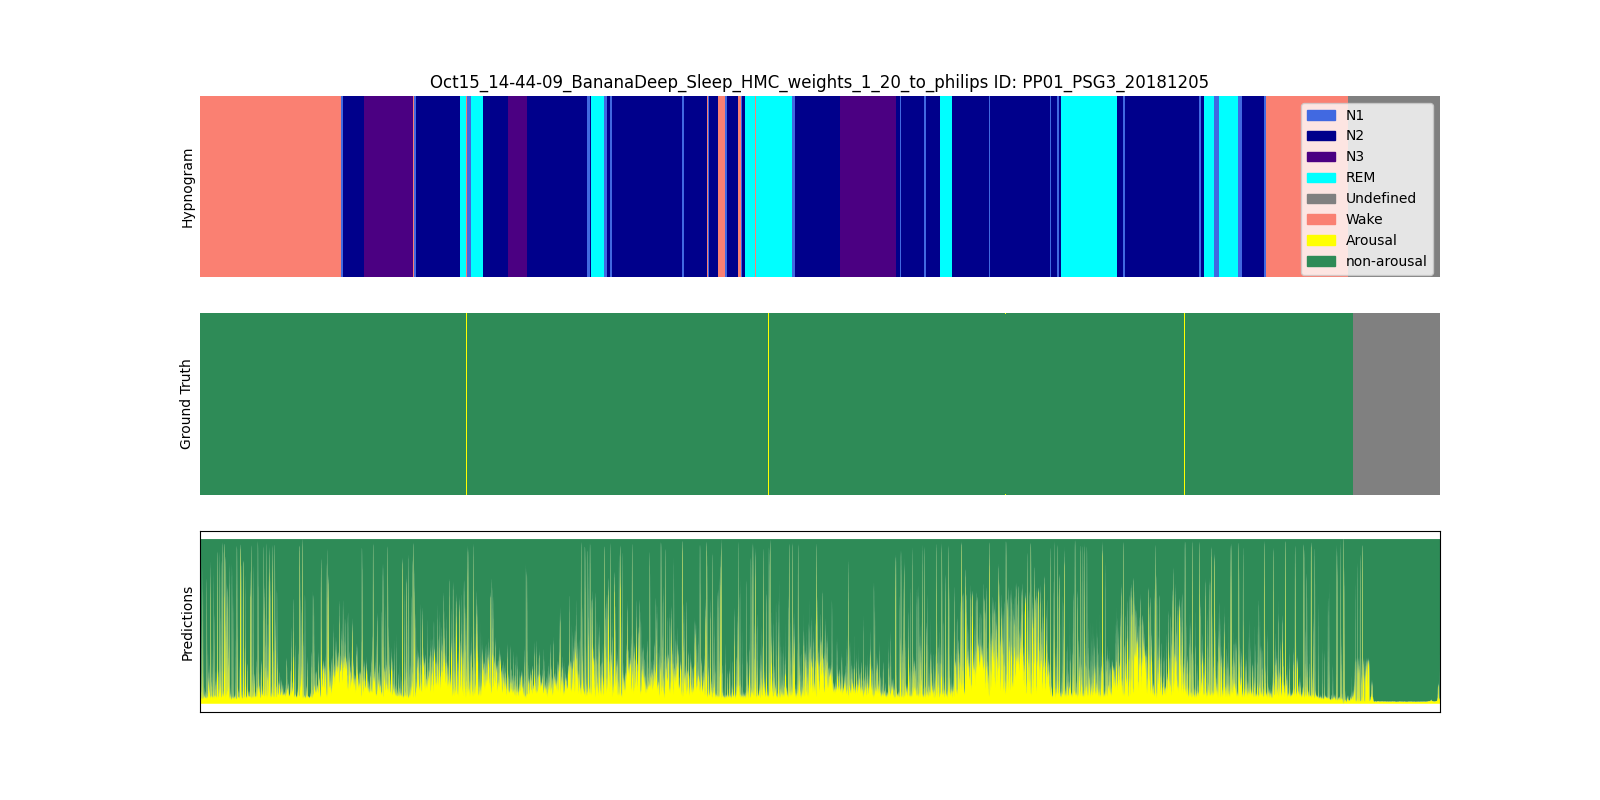 Oct15_14-44-09_BananaDeep_Sleep_HMC_weights_1_20_to_philips ID: PP01_PSG3_20181205
Hypnogram
N1
N2
N3
REM
Undefined
Wake
Arousal
non-arousal
Ground Truth
Predictions